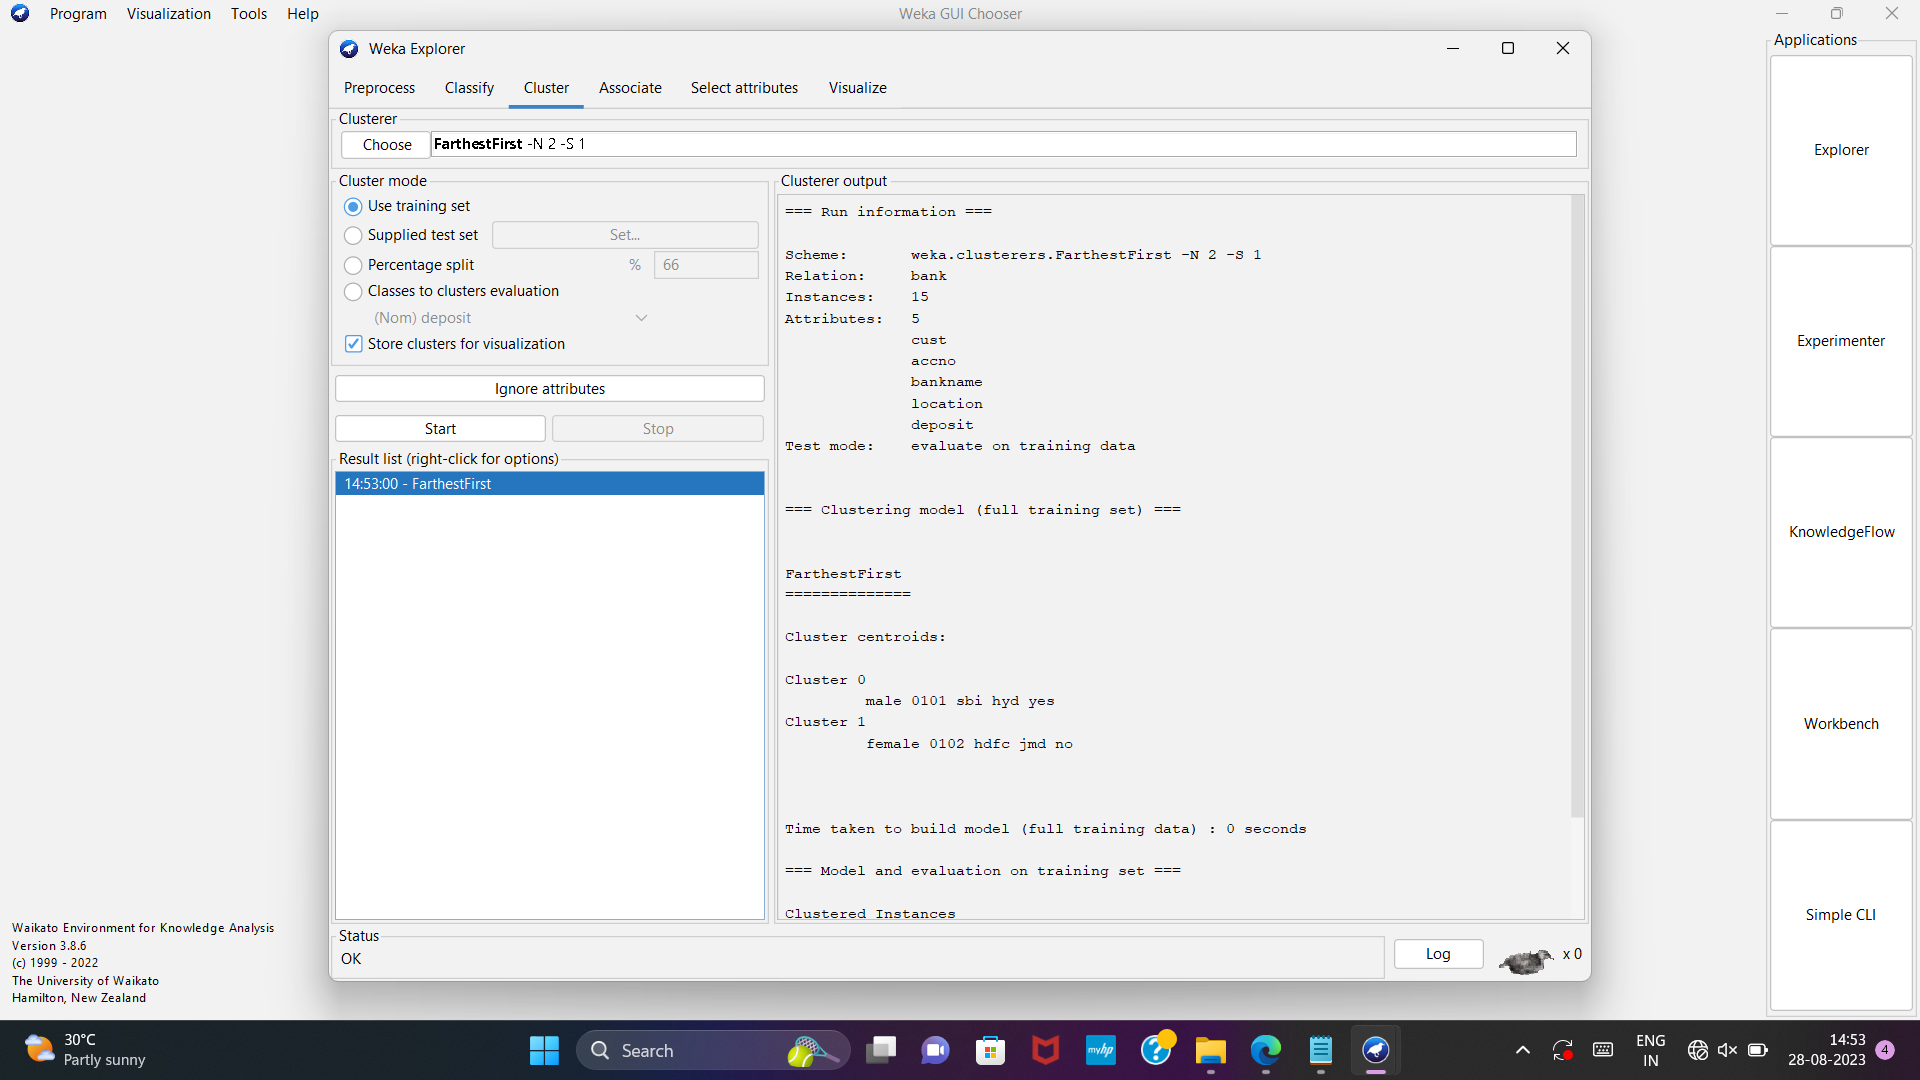 Program Visualization Tools Help
Weka GUI Chooser
Weka Explorer
Preprocess Classify Cluster Associate Select attributes Visualize
Clusterer
Choose FarthestFirst -N 2 -S 1
Cluster mode
Use training set
Supplied test set Set...
Percentage split % 66
Classes to clusters evaluation
(Nom) deposit
Store clusters for visualization
Ignore attributes
Start Stop
Result list (right-click for options)
14:53:00 - FarthestFirst
Clusterer output
=== Run information ===
Scheme: weka.clusterers.FarthestFirst -N 2 -S 1
Relation: bank
Instances: 15
Attributes: 5
cust
accno
bankname
location
deposit
Test mode: evaluate on training data
=== Clustering model (full training set) ===
FarthestFirst
==============
Cluster centroids:
Cluster 0
male 0101 sbi hyd yes
Cluster 1
female 0102 hdfc jmd no
Time taken to build model (full training data) : 0 seconds
=== Model and evaluation on training set ===
Clustered Instances
Status
OK
Log
x 0
Applications
Explorer
Experimenter
KnowledgeFlow
Workbench
Simple CLI
Waikato Environment for Knowledge Analysis
Version 3.8.6
(c) 1999 - 2022
The University of Waikato
Hamilton, New Zealand
30°C
Partly sunny
Search
myhp
ENG
IN
14:53
28-08-2023
4